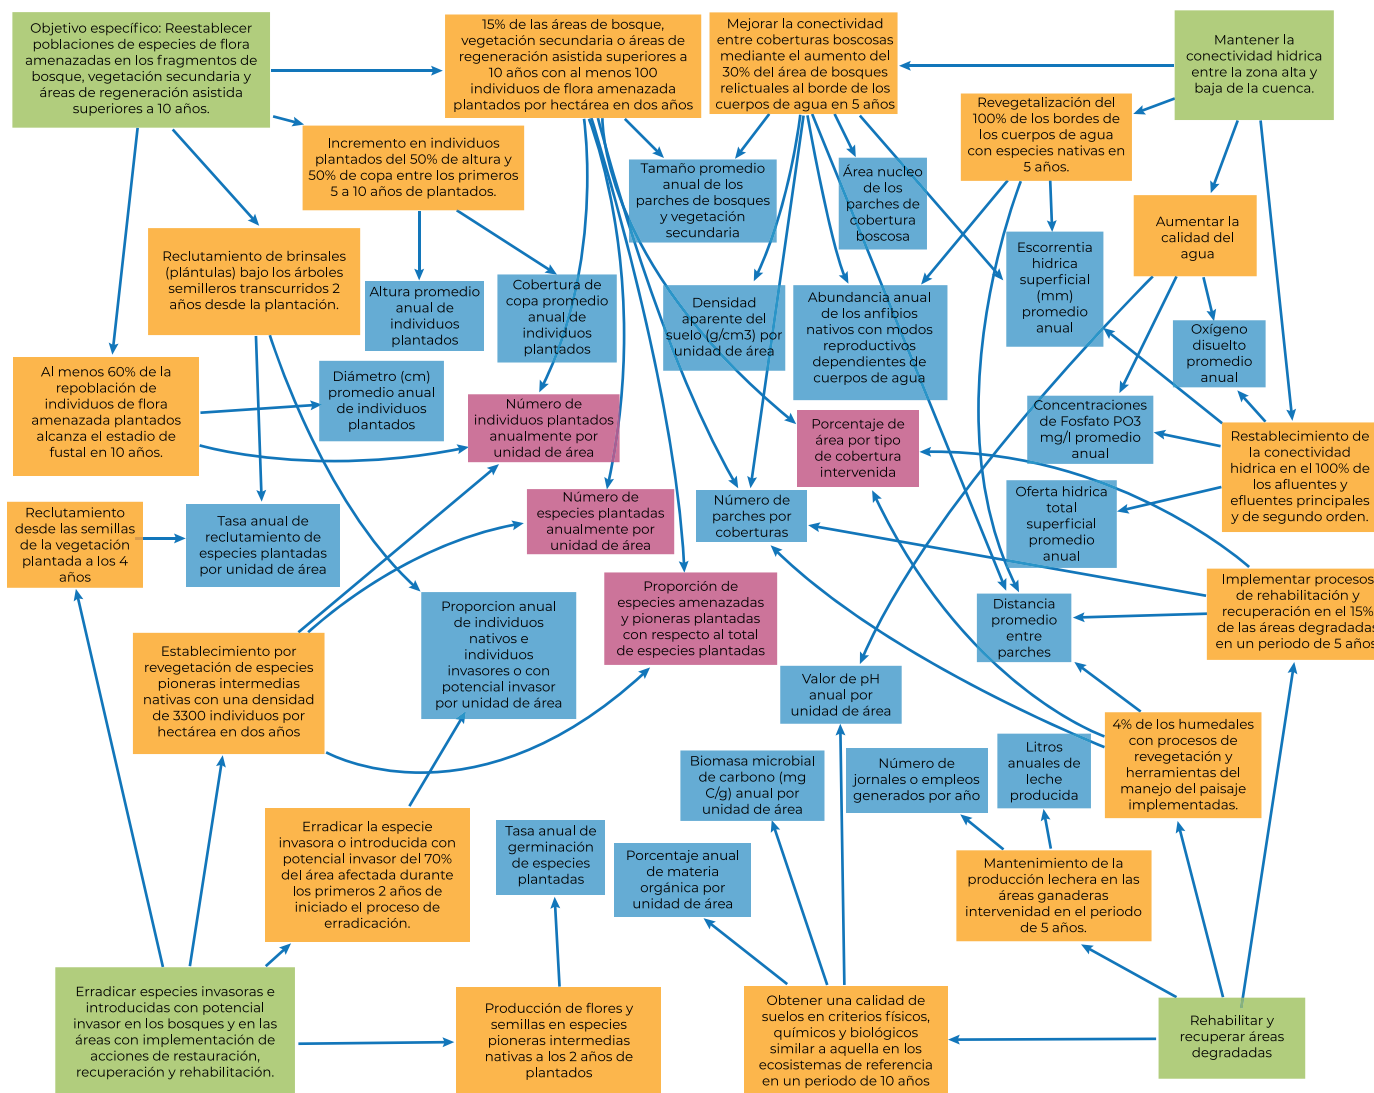 Objetivo específico: Reestablecer
poblaciones de especies de flora
amenazadas en los fragmentos de
bosque, vegetación secundaria y
áreas de regeneración asistida
superiores a 10 años.
15% de las áreas de bosque,
vegetación secundaria o áreas de
regeneración asistida superiores a
10 años con al menos 100
individuos de flora amenazada
plantados por hectárea en dos años
Mejorar la conectividad
entre coberturas boscosas
mediante el aumento del
30% del área de bosques
relictuales al borde de los
cuerpos de agua en 5 años
Mantener la
conectividad hidrica
entre la zona alta y
baja de la cuenca.
Revegetalización del
100% de los bordes de
los cuerpos de agua
con especies nativas en
5 años.
Incremento en individuos
plantados del 50% de altura y
50% de copa entre los primeros
5 a 10 años de plantados.
Tamaño promedio
anual de los
parches de bosques
y vegetación
secundaria
Área nucleo
de los
parches de
cobertura
boscosa
Aumentar la
calidad del
agua
Reclutamiento de brinsales
(plántulas) bajo los árboles
semilleros transcurridos 2
años desde la plantación.
Escorrentia
hídrica
superficial
(mm)
promedio
anual
Altura promedio
anual de
individuos
plantados
Cobertura de
copa promedio
anual de
individuos
plantados
Densidad
aparente del
suelo (g/cm3) por
unidad de área
Abundancia anual
de los anfibios
nativos con modos
reproductivos
dependientes de
cuerpos de agua
Oxígeno
disuelto
promedio
anual
Al menos 60% de la
repoblación de
individuos de flora
amenazada plantados
alcanza el estadio de
fustal en 10 años.
Diámetro (cm)
promedio anual
de individuos
plantados
Número de
individuos plantados
anualmente por
unidad de área
Porcentaje de
área por tipo
de cobertura
intervenida
Concentraciones
de Fosfato PO3
mg/l promedio
anual
Restablecimiento de
la conectividad
hidrica en el 100% de
los afluentes y
efluentes principales
y de segundo orden.
Reclutamiento
desde las semillas
de la vegetación
plantada a los 4
años
Tasa anual de
reclutamiento de
especies plantadas
por unidad de área
Número de
especies plantadas
anualmente por
unidad de área
Número de
parches por
coberturas
Oferta hidrica
total
superficial
promedio
anual
Proporcion anual
de individuos
nativos e
individuos
invasores o con
potencial invasor
por unidad de área
Proporción de
especies amenazadas
y pioneras plantadas
con respecto al total
de especies plantadas
Distancia
promedio
entre
parches
Implementar procesos
de rehabilitación y
recuperación en el 15%
de las áreas degradadas
en un periodo de 5 años
Establecimiento por
revegetación de especies
pioneras intermedias
nativas con una densidad
de 3300 individuos por
hectárea en dos años
Valor de pH
anual por
unidad de área
4% de los humedales
con procesos de
revegetación y
herramientas del
manejo del paisaje
implementadas.
Biomasa microbial
de carbono (mg
C/g) anual por
unidad de área
Número de
jornales o empleos
generados por año
Litros
anuales de
leche
producida
Erradicar la especie
invasora o introducida con
potencial invasor del 70%
del área afectada durante
los primeros 2 años de
iniciado el proceso de
erradicación.
Tasa anual de
germinación
de especies
plantadas
Porcentaje anual
de materia
orgánica por
unidad de área
Mantenimiento de la
producción lechera en las
áreas ganaderas
intervenidad en el periodo
de 5 años.
Erradicar especies invasoras e
introducidas con potencial
invasor en los bosques y en las
áreas con implementación de
acciones de restauración,
recuperación y rehabilitación.
Producción de flores y
semillas en especies
pioneras intermedias
nativas a los 2 años de
plantados
Obtener una calidad de
suelos en criterios físicos,
químicos y biológicos
similar a aquella en los
ecosistemas de referencia
en un periodo de 10 años
Rehabilitar y
recuperar áreas
degradadas